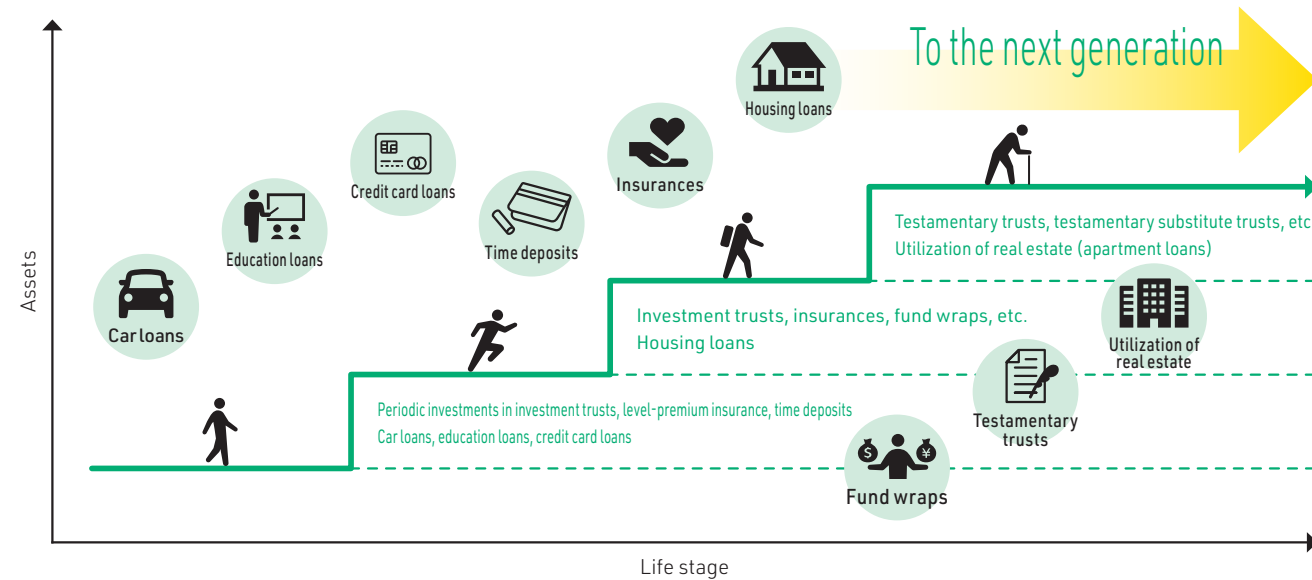 To the next generation
Housing loans
Insurances
Credit card loans
Time deposits
Education loans
Car loans
Assets
Testamentary trusts, testamentary substitute trusts, etc
Utilization of real estate (apartment loans)
Investment trusts, insurances, fund wraps, etc.
Housing loans
Utilization of
real estate
Periodic investments in investment trusts, level-premium insurance, time deposits
Car loans, education loans, credit card loans
Testamentary
trusts
$
¥
Fund wraps
Life stage